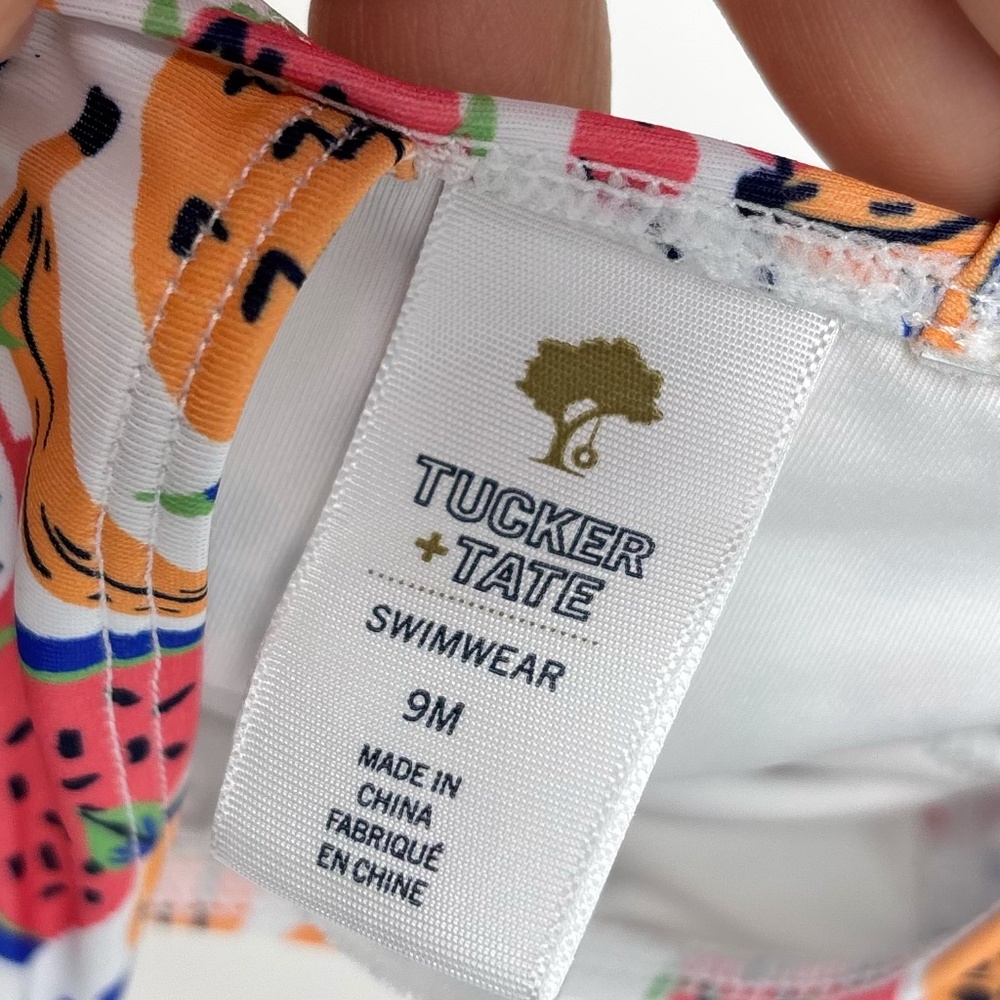 TUCKER
+TATE
SWIMWEAR
9M
MADE IN
CHINA
FABRIQUÉ
EN CHINE